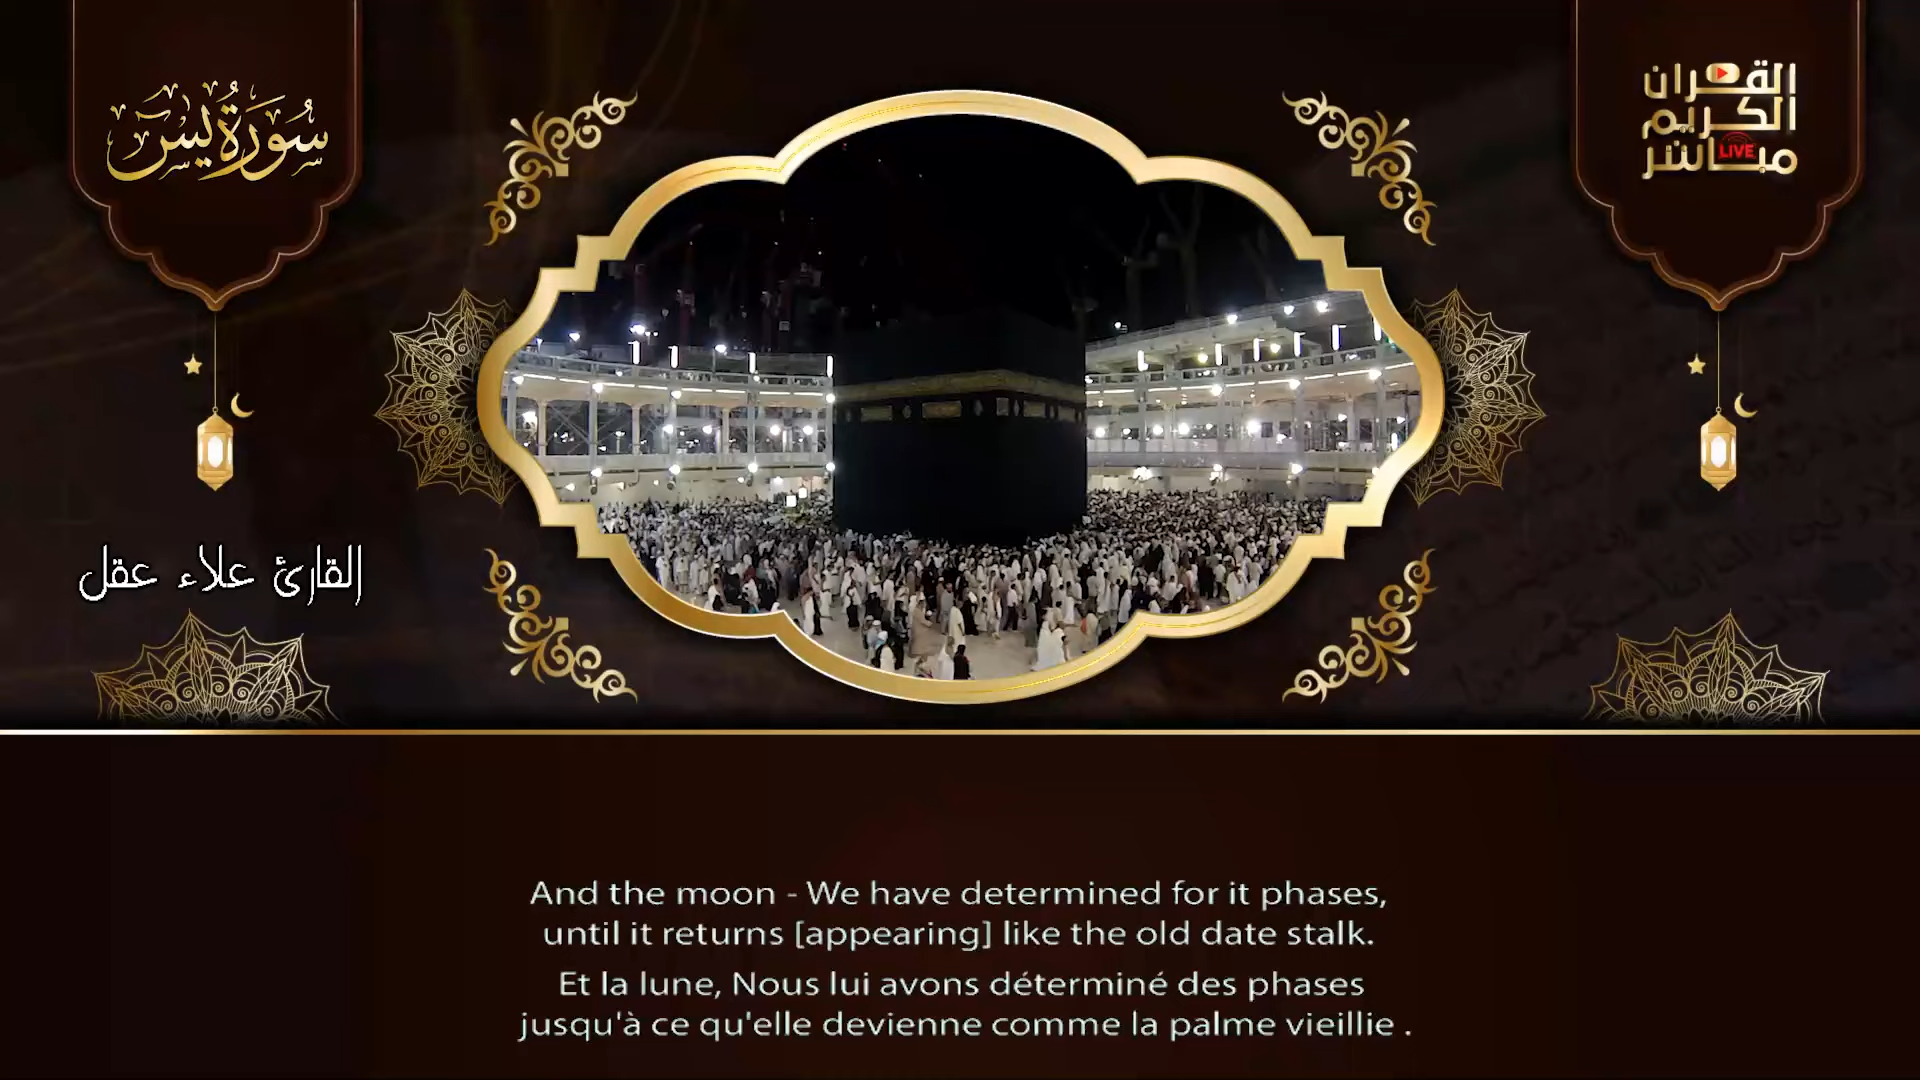 سُورَةُ يٰسٓ
القرآن
الكريم
مباشر
LIVE
القارئ علاء عقل
And the moon - We have determined for it phases,
until it returns [appearing] like the old date stalk.
Et la lune, Nous lui avons déterminé des phases
jusqu'à ce qu'elle devienne comme la palme vieillie .